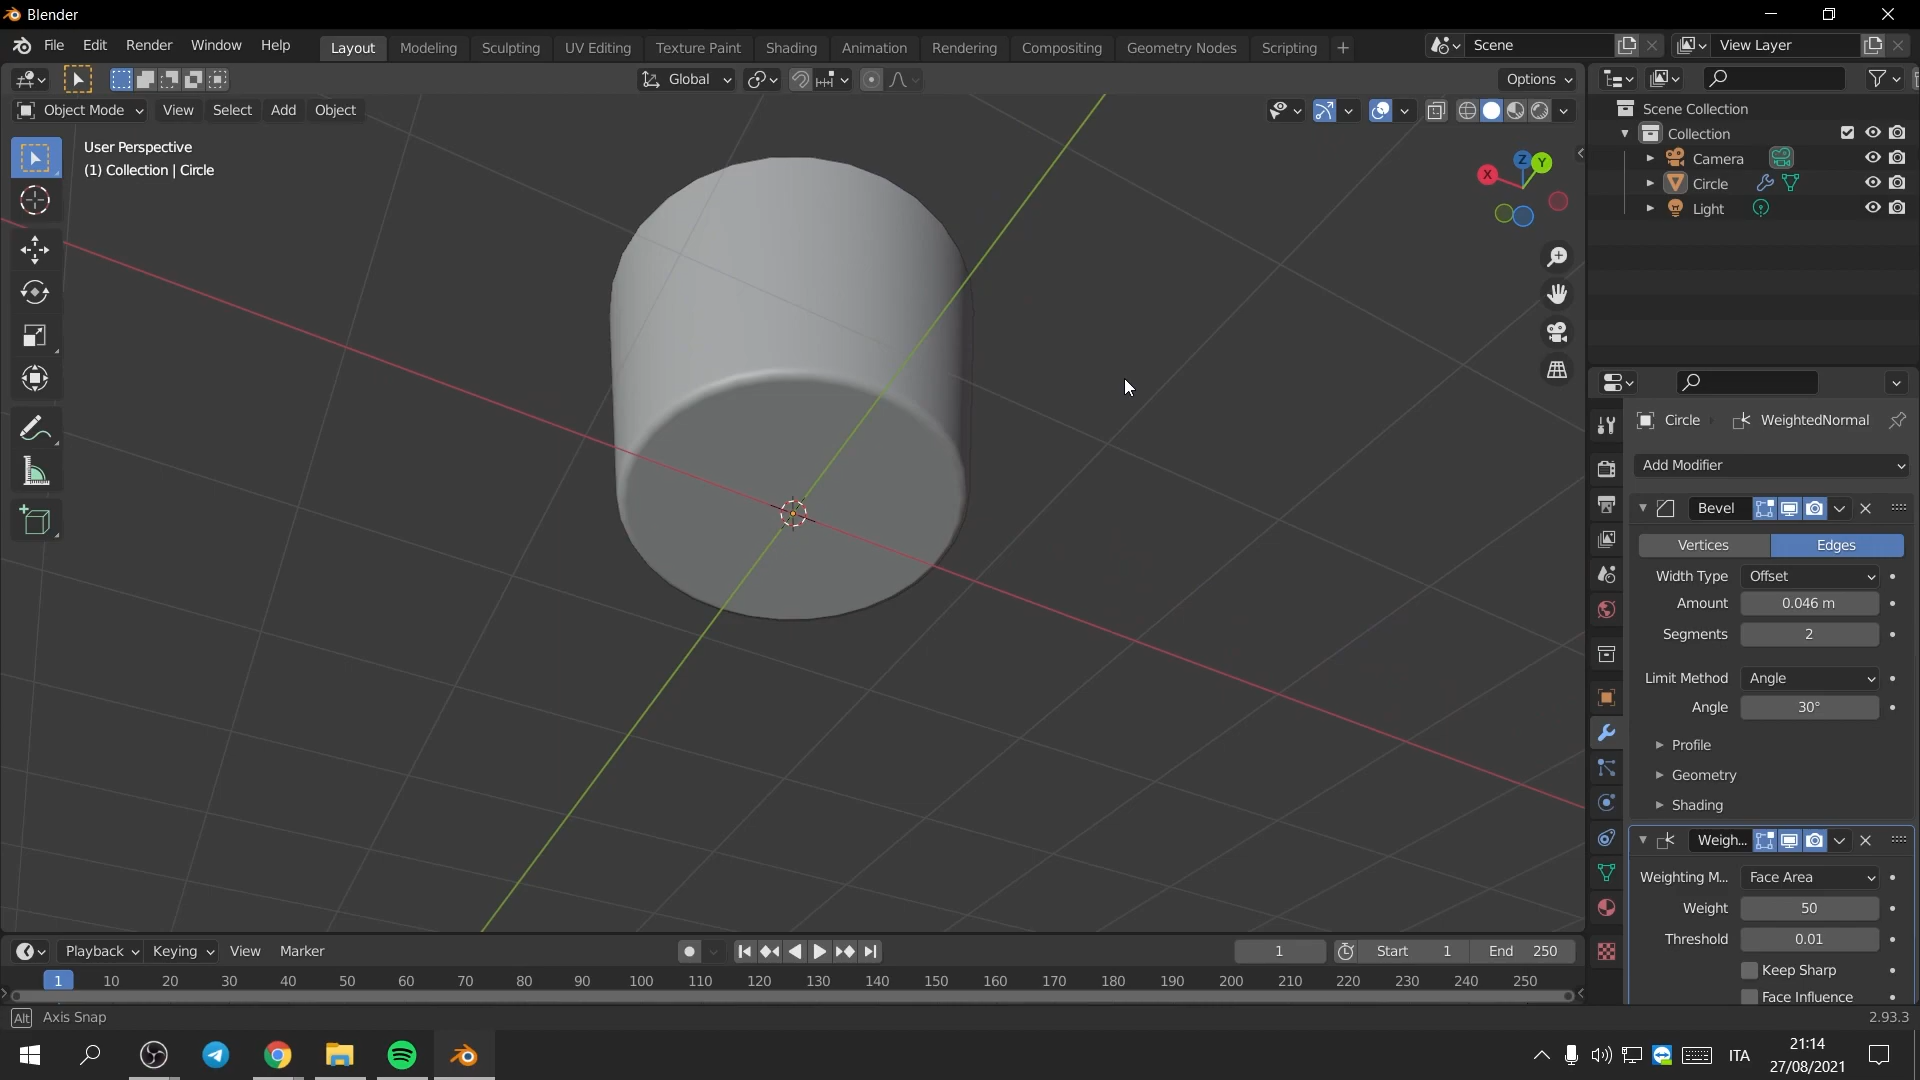 Blender
File Edit Render Window Help Layout Modeling Sculpting UV Editing Texture Paint Shading Animation Rendering Compositing Geometry Nodes Scripting + Scene View Layer
Global Options
Object Mode View Select Add Object
User Perspective
(1) Collection | Circle
X Y Z
Scene Collection
Collection
Camera
Circle
Light
Circle WeightedNormal
Add Modifier
Bevel
Vertices Edges
Width Type Offset
Amount 0.046 m
Segments 2
Limit Method Angle
Angle 30°
Profile
Geometry
Shading
Weigh...
Weighting M... Face Area
Weight 50
Threshold 0.01
Keep Sharp
Face Influence
Playback Keying View Marker 1 Start 1 End 250
1 10 20 30 40 50 60 70 80 90 100 110 120 130 140 150 160 170 180 190 200 210 220 230 240 250
Alt Axis Snap 2.93.3
ITA 21:14
27/08/2021